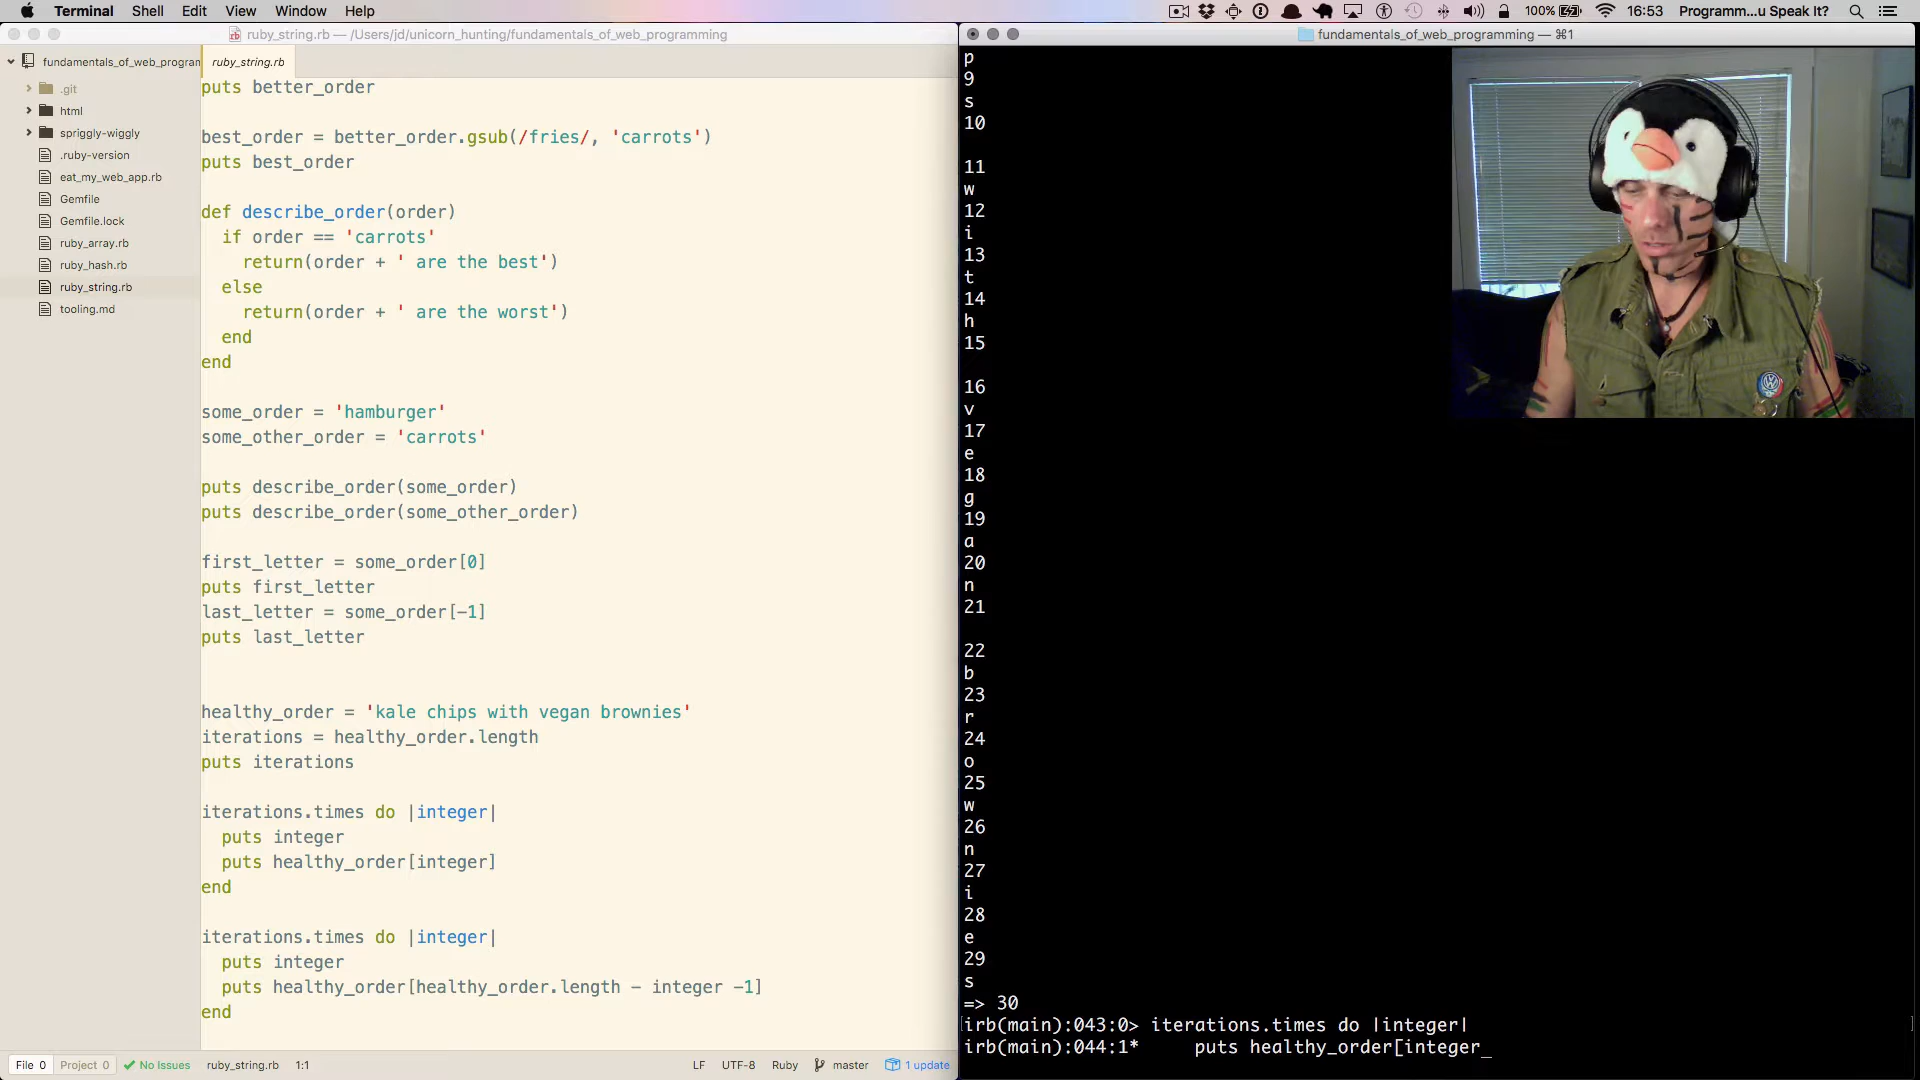 Terminal Shell Edit View Window Help 100% 16:53 Programm...u Speak It?
ruby_string.rb — /Users/jd/unicorn_hunting/fundamentals_of_web_programming
fundamentals_of_web_programming — ⌘1
fundamentals_of_web_progran
.git
html
spriggly-wiggly
.ruby-version
eat_my_web_app.rb
Gemfile
Gemfile.lock
ruby_array.rb
ruby_hash.rb
ruby_string.rb
tooling.md
ruby_string.rb
puts better_order
best_order = better_order.gsub(/fries/, 'carrots')
puts best_order
def describe_order(order)
if order == 'carrots'
return(order + ' are the best')
else
return(order + ' are the worst')
end
end
some_order = 'hamburger'
some_other_order = 'carrots'
puts describe_order(some_order)
puts describe_order(some_other_order)
first_letter = some_order[0]
puts first_letter
last_letter = some_order[-1]
puts last_letter
healthy_order = 'kale chips with vegan brownies'
iterations = healthy_order.length
puts iterations
iterations.times do |integer|
puts integer
puts healthy_order[integer]
end
iterations.times do |integer|
puts integer
puts healthy_order[healthy_order.length - integer -1]
end
File 0 Project 0 No Issues ruby_string.rb 1:1 LF UTF-8 Ruby master 1 update
p
9
s
10
11
w
12
i
13
t
14
h
15
16
v
17
e
18
g
19
a
20
n
21
22
b
23
r
24
o
25
w
26
n
27
i
28
e
29
s
=> 30
irb(main):043:0> iterations.times do |integer|
irb(main):044:1* puts healthy_order[integer_